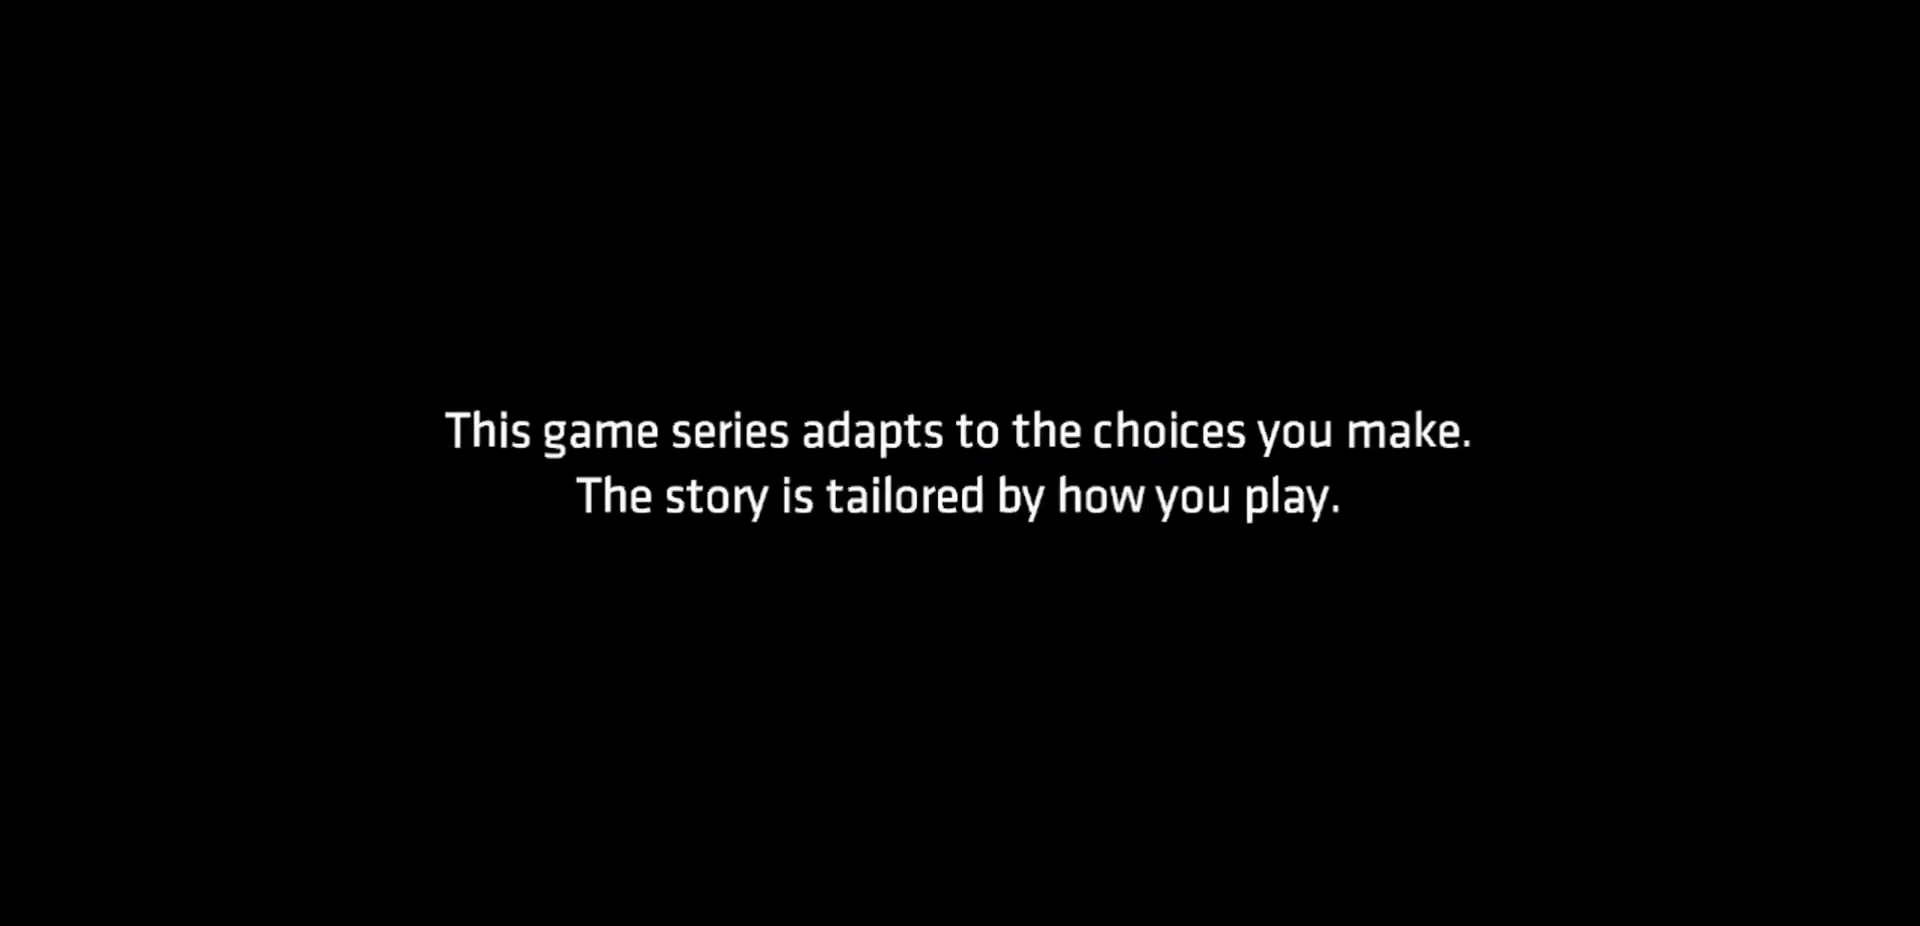 This game series adapts to the choices you make.
The story is tailored by how you play.